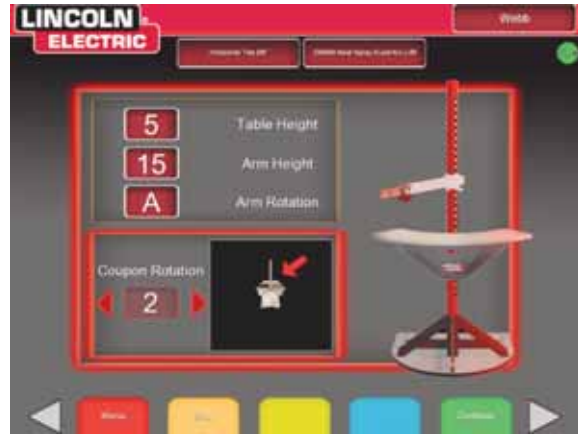 LINCOLN
ELECTRIC
Webb
5 Table Height
15 Arm Height
A Arm Rotation
Coupon Rotation
2
Menu
Continue